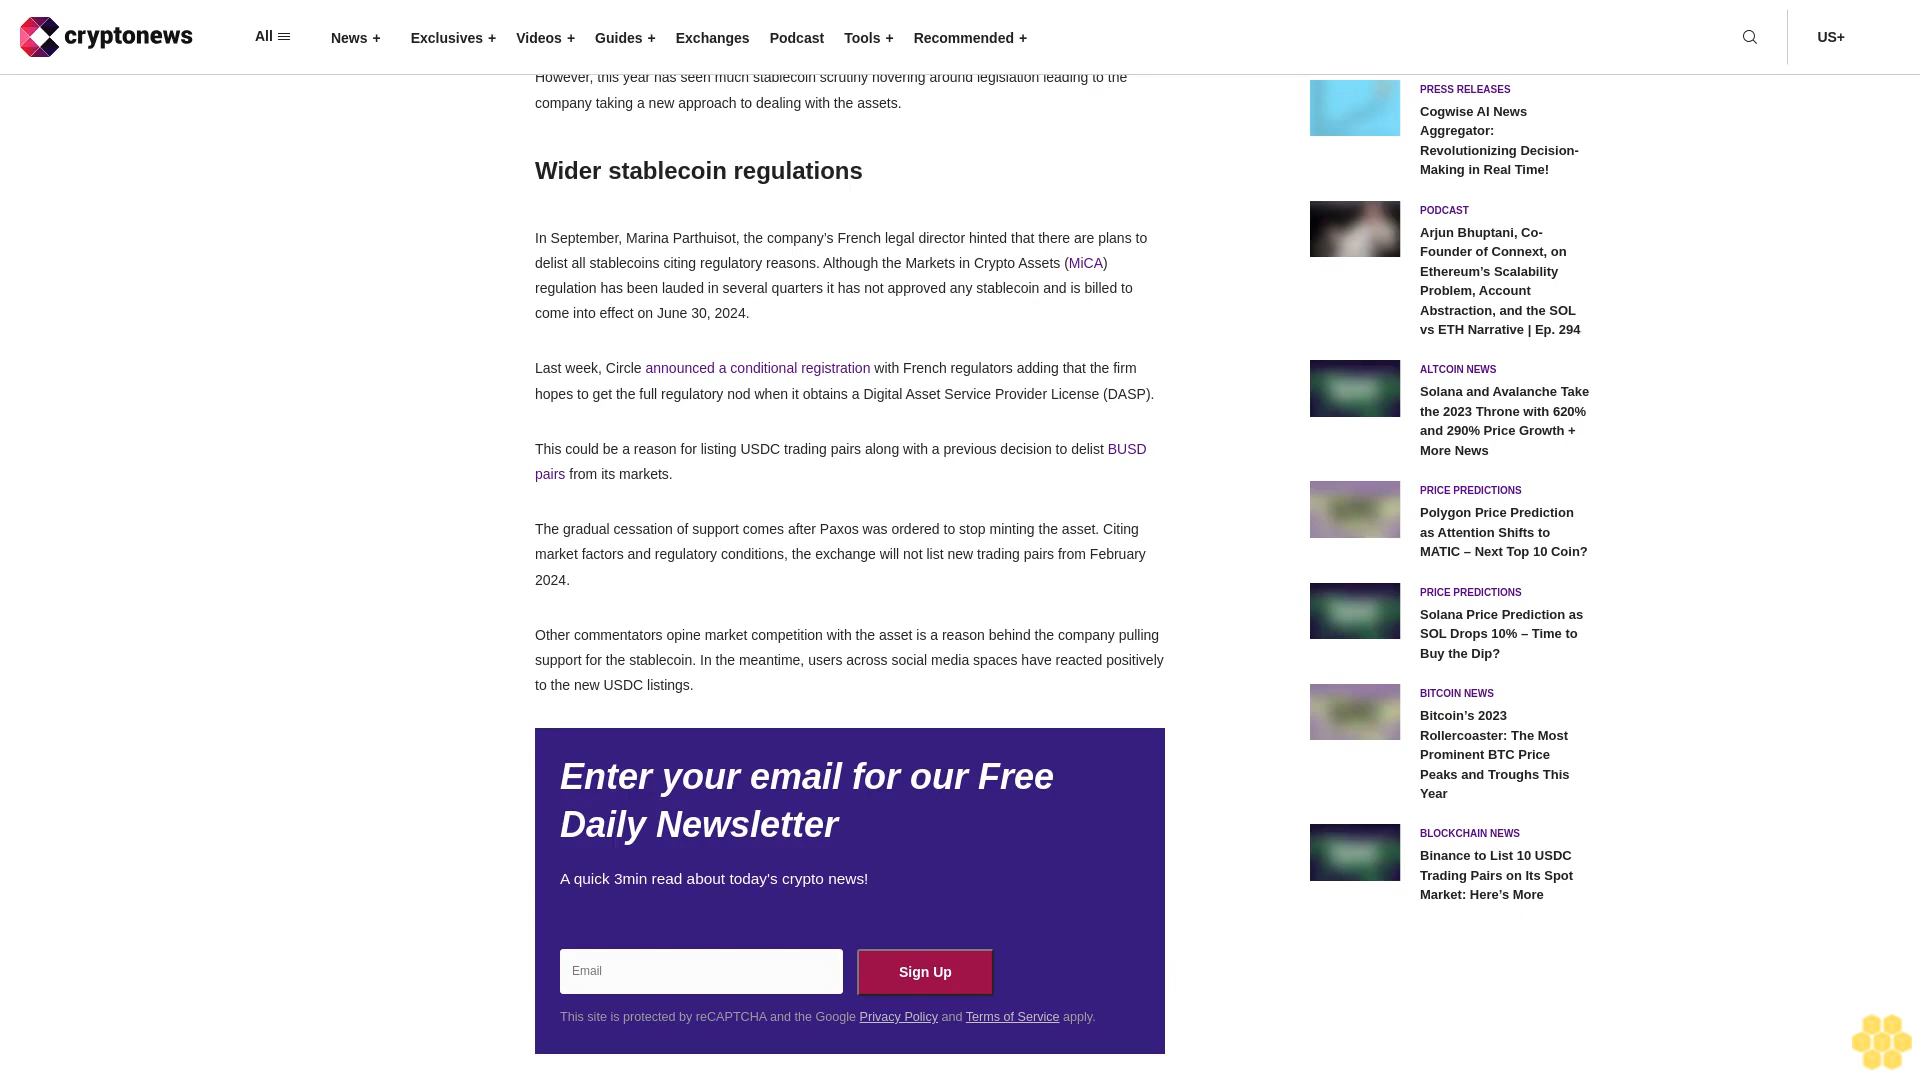 cryptonews
All
News +
Exclusives +
Videos +
Guides +
Exchanges
Podcast
Tools +
Recommended +
US+
However, this year has seen much stablecoin scrutiny hovering around legislation leading to the
company taking a new approach to dealing with the assets.
Wider stablecoin regulations
In September, Marina Parthuisot, the company’s French legal director hinted that there are plans to
delist all stablecoins citing regulatory reasons. Although the Markets in Crypto Assets (MiCA)
regulation has been lauded in several quarters it has not approved any stablecoin and is billed to
come into effect on June 30, 2024.
Last week, Circle announced a conditional registration with French regulators adding that the firm
hopes to get the full regulatory nod when it obtains a Digital Asset Service Provider License (DASP).
This could be a reason for listing USDC trading pairs along with a previous decision to delist BUSD
pairs from its markets.
The gradual cessation of support comes after Paxos was ordered to stop minting the asset. Citing
market factors and regulatory conditions, the exchange will not list new trading pairs from February
2024.
Other commentators opine market competition with the asset is a reason behind the company pulling
support for the stablecoin. In the meantime, users across social media spaces have reacted positively
to the new USDC listings.
Enter your email for our Free
Daily Newsletter
A quick 3min read about today's crypto news!
Email
Sign Up
This site is protected by reCAPTCHA and the Google Privacy Policy and Terms of Service apply.
PRESS RELEASES
Cogwise AI News
Aggregator:
Revolutionizing Decision-
Making in Real Time!
PODCAST
Arjun Bhuptani, Co-
Founder of Connext, on
Ethereum’s Scalability
Problem, Account
Abstraction, and the SOL
vs ETH Narrative | Ep. 294
ALTCOIN NEWS
Solana and Avalanche Take
the 2023 Throne with 620%
and 290% Price Growth +
More News
PRICE PREDICTIONS
Polygon Price Prediction
as Attention Shifts to
MATIC – Next Top 10 Coin?
PRICE PREDICTIONS
Solana Price Prediction as
SOL Drops 10% – Time to
Buy the Dip?
BITCOIN NEWS
Bitcoin’s 2023
Rollercoaster: The Most
Prominent BTC Price
Peaks and Troughs This
Year
BLOCKCHAIN NEWS
Binance to List 10 USDC
Trading Pairs on Its Spot
Market: Here’s More